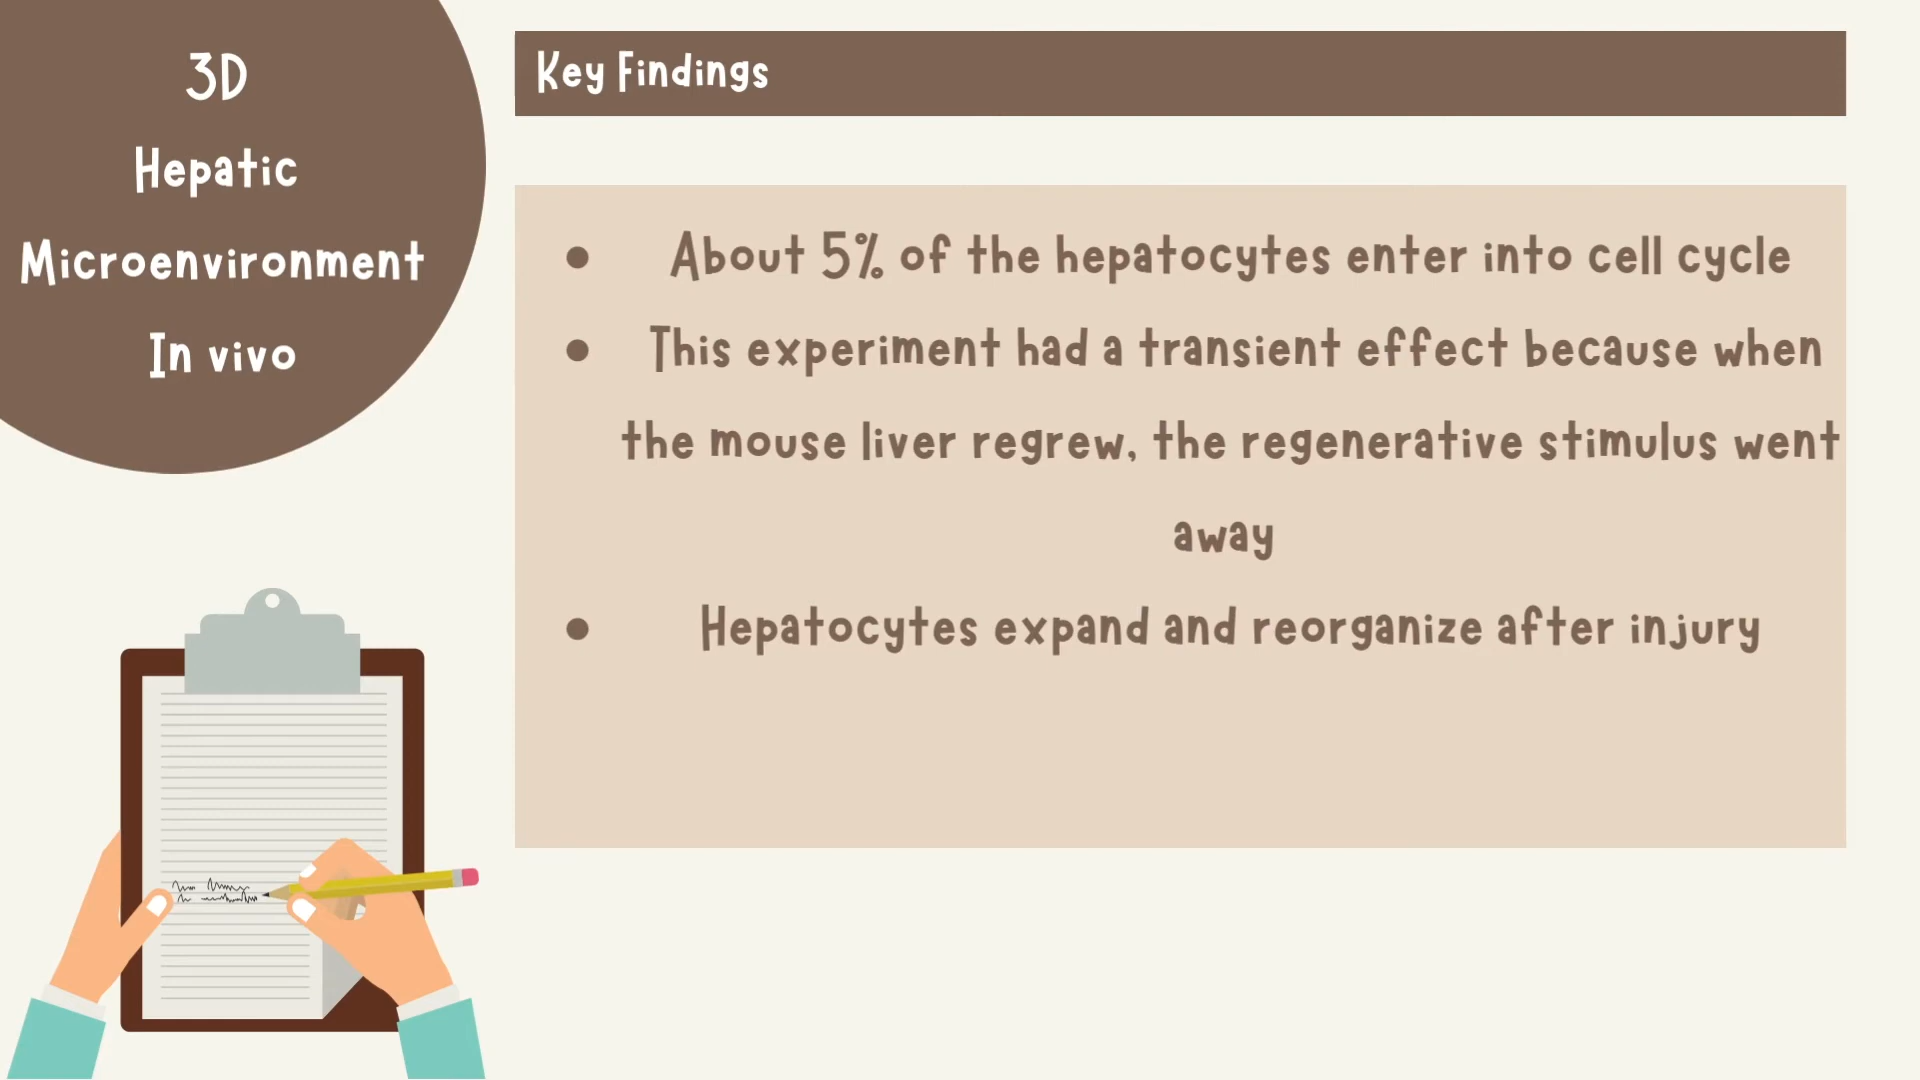 3D
Hepatic
Microenvironment
In vivo
Key Findings
• About 5% of the hepatocytes enter into cell cycle
• This experiment had a transient effect because when
the mouse liver regrew, the regenerative stimulus went
away
• Hepatocytes expand and reorganize after injury